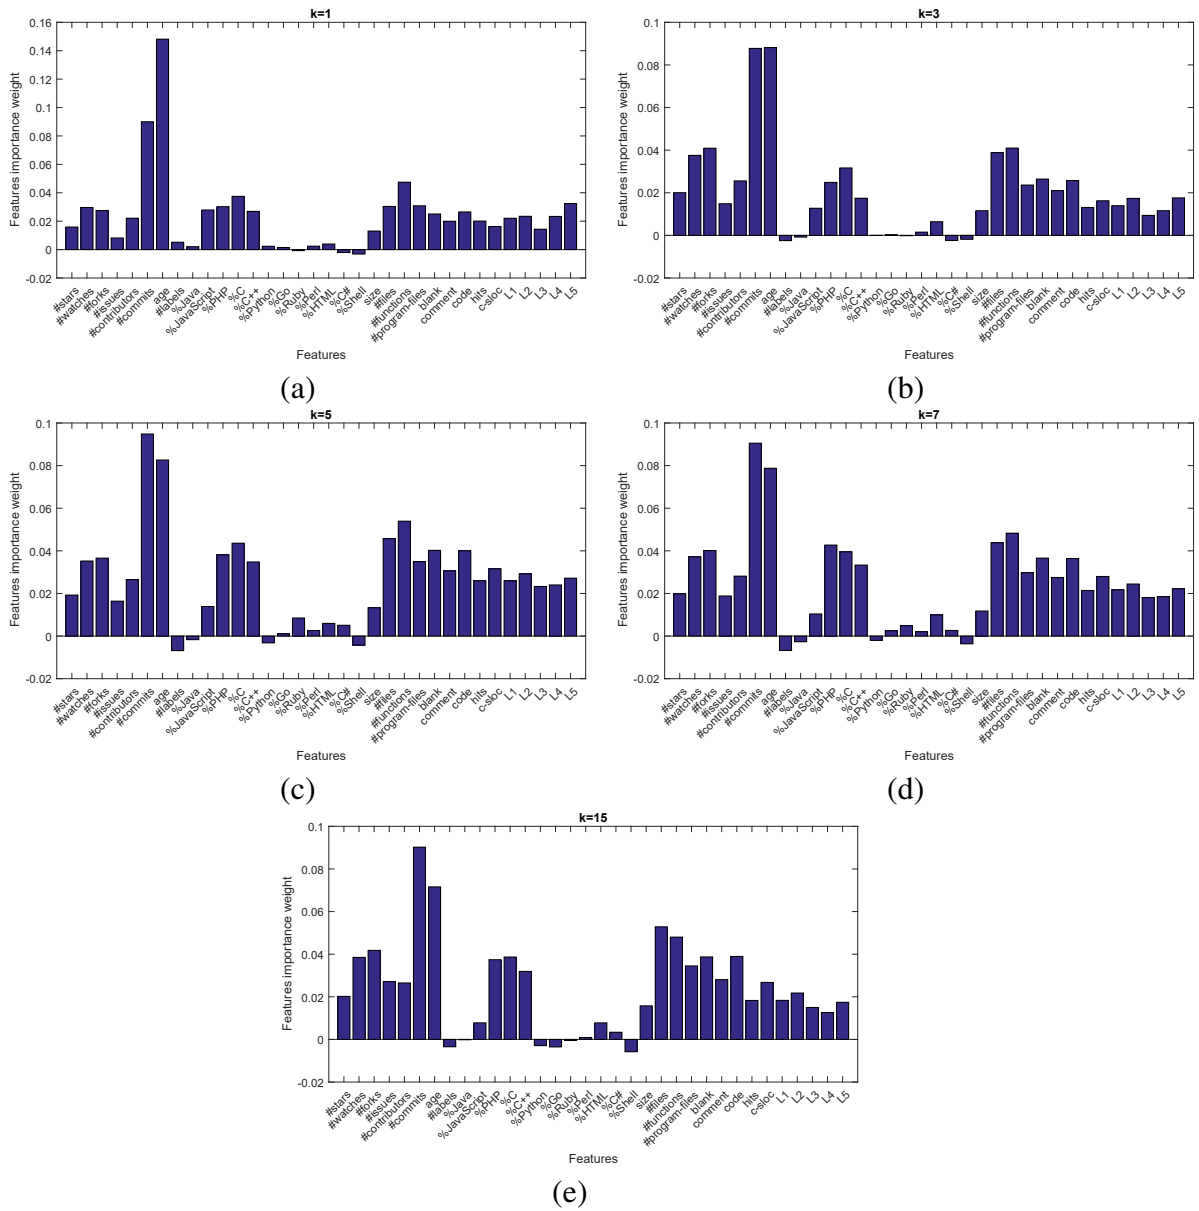 k=1
0.16
0.14
0.12
0.1
0.08
0.06
0.04
0.02
0
-0.02
Features importance weight
#stars
#watches
#forks
#issues
#contributors
#commits
age
#labels
%Java
%JavaScript
%PHP
%C
%C++
%Python
%Go
%Ruby
%Perl
%HTML
%C#
%Shell
size
#files
#functions
#program-files
blank
comment
code
hits
c-sloc
L1
L2
L3
L4
L5
Features
(a)
k=3
0.1
0.08
0.06
0.04
0.02
0
-0.02
Features importance weight
#stars
#watches
#forks
#issues
#contributors
#commits
age
#labels
%Java
%JavaScript
%PHP
%C
%C++
%Python
%Go
%Ruby
%Perl
%HTML
%C#
%Shell
size
#files
#functions
#program-files
blank
comment
code
hits
c-sloc
L1
L2
L3
L4
L5
Features
(b)
k=5
0.1
0.08
0.06
0.04
0.02
0
-0.02
Features importance weight
#stars
#watches
#forks
#issues
#contributors
#commits
age
#labels
%Java
%JavaScript
%PHP
%C
%C++
%Python
%Go
%Ruby
%Perl
%HTML
%C#
%Shell
size
#files
#functions
#program-files
blank
comment
code
hits
c-sloc
L1
L2
L3
L4
L5
Features
(c)
k=7
0.1
0.08
0.06
0.04
0.02
0
-0.02
Features importance weight
#stars
#watches
#forks
#issues
#contributors
#commits
age
#labels
%Java
%JavaScript
%PHP
%C
%C++
%Python
%Go
%Ruby
%Perl
%HTML
%C#
%Shell
size
#files
#functions
#program-files
blank
comment
code
hits
c-sloc
L1
L2
L3
L4
L5
Features
(d)
k=15
0.1
0.08
0.06
0.04
0.02
0
-0.02
Features importance weight
#stars
#watches
#forks
#issues
#contributors
#commits
age
#labels
%Java
%JavaScript
%PHP
%C
%C++
%Python
%Go
%Ruby
%Perl
%HTML
%C#
%Shell
size
#files
#functions
#program-files
blank
comment
code
hits
c-sloc
L1
L2
L3
L4
L5
Features
(e)